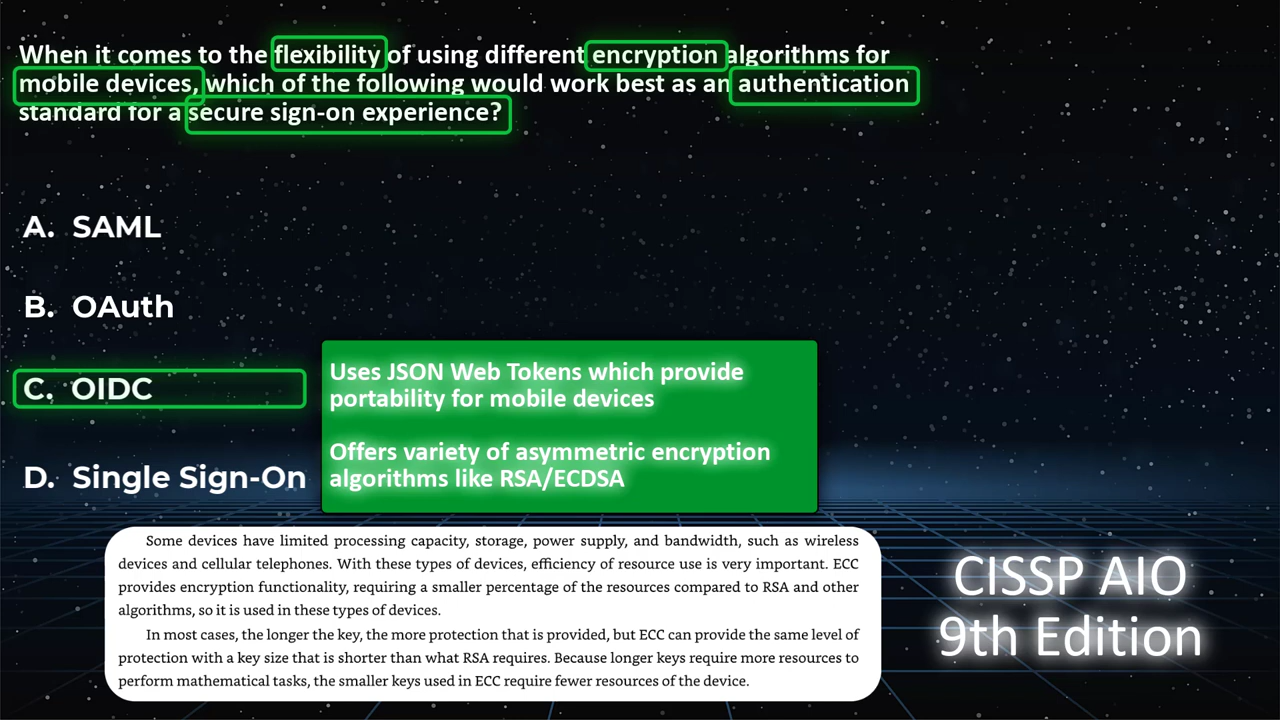 When it comes to the flexibility of using different encryption algorithms for
mobile devices, which of the following would work best as an authentication
standard for a secure sign-on experience?
A. SAML
B. OAuth
C. OIDC
Uses JSON Web Tokens which provide
portability for mobile devices
Offers variety of asymmetric encryption
algorithms like RSA/ECDSA
D. Single Sign-On
Some devices have limited processing capacity, storage, power supply, and bandwidth, such as wireless
devices and cellular telephones. With these types of devices, efficiency of resource use is very important. ECC
provides encryption functionality, requiring a smaller percentage of the resources compared to RSA and other
algorithms, so it is used in these types of devices.
In most cases, the longer the key, the more protection that is provided, but ECC can provide the same level of
protection with a key size that is shorter than what RSA requires. Because longer keys require more resources to
perform mathematical tasks, the smaller keys used in ECC require fewer resources of the device.
CISSP AIO
9th Edition